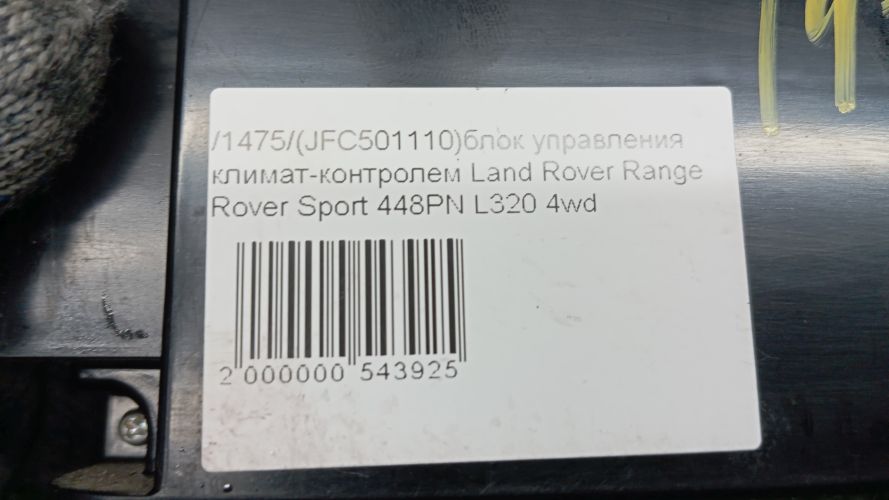 /1475/(JFC501110)блок управления
климат-контролем Land Rover Range
Rover Sport 448PN L320 4wd
2 000000 543925